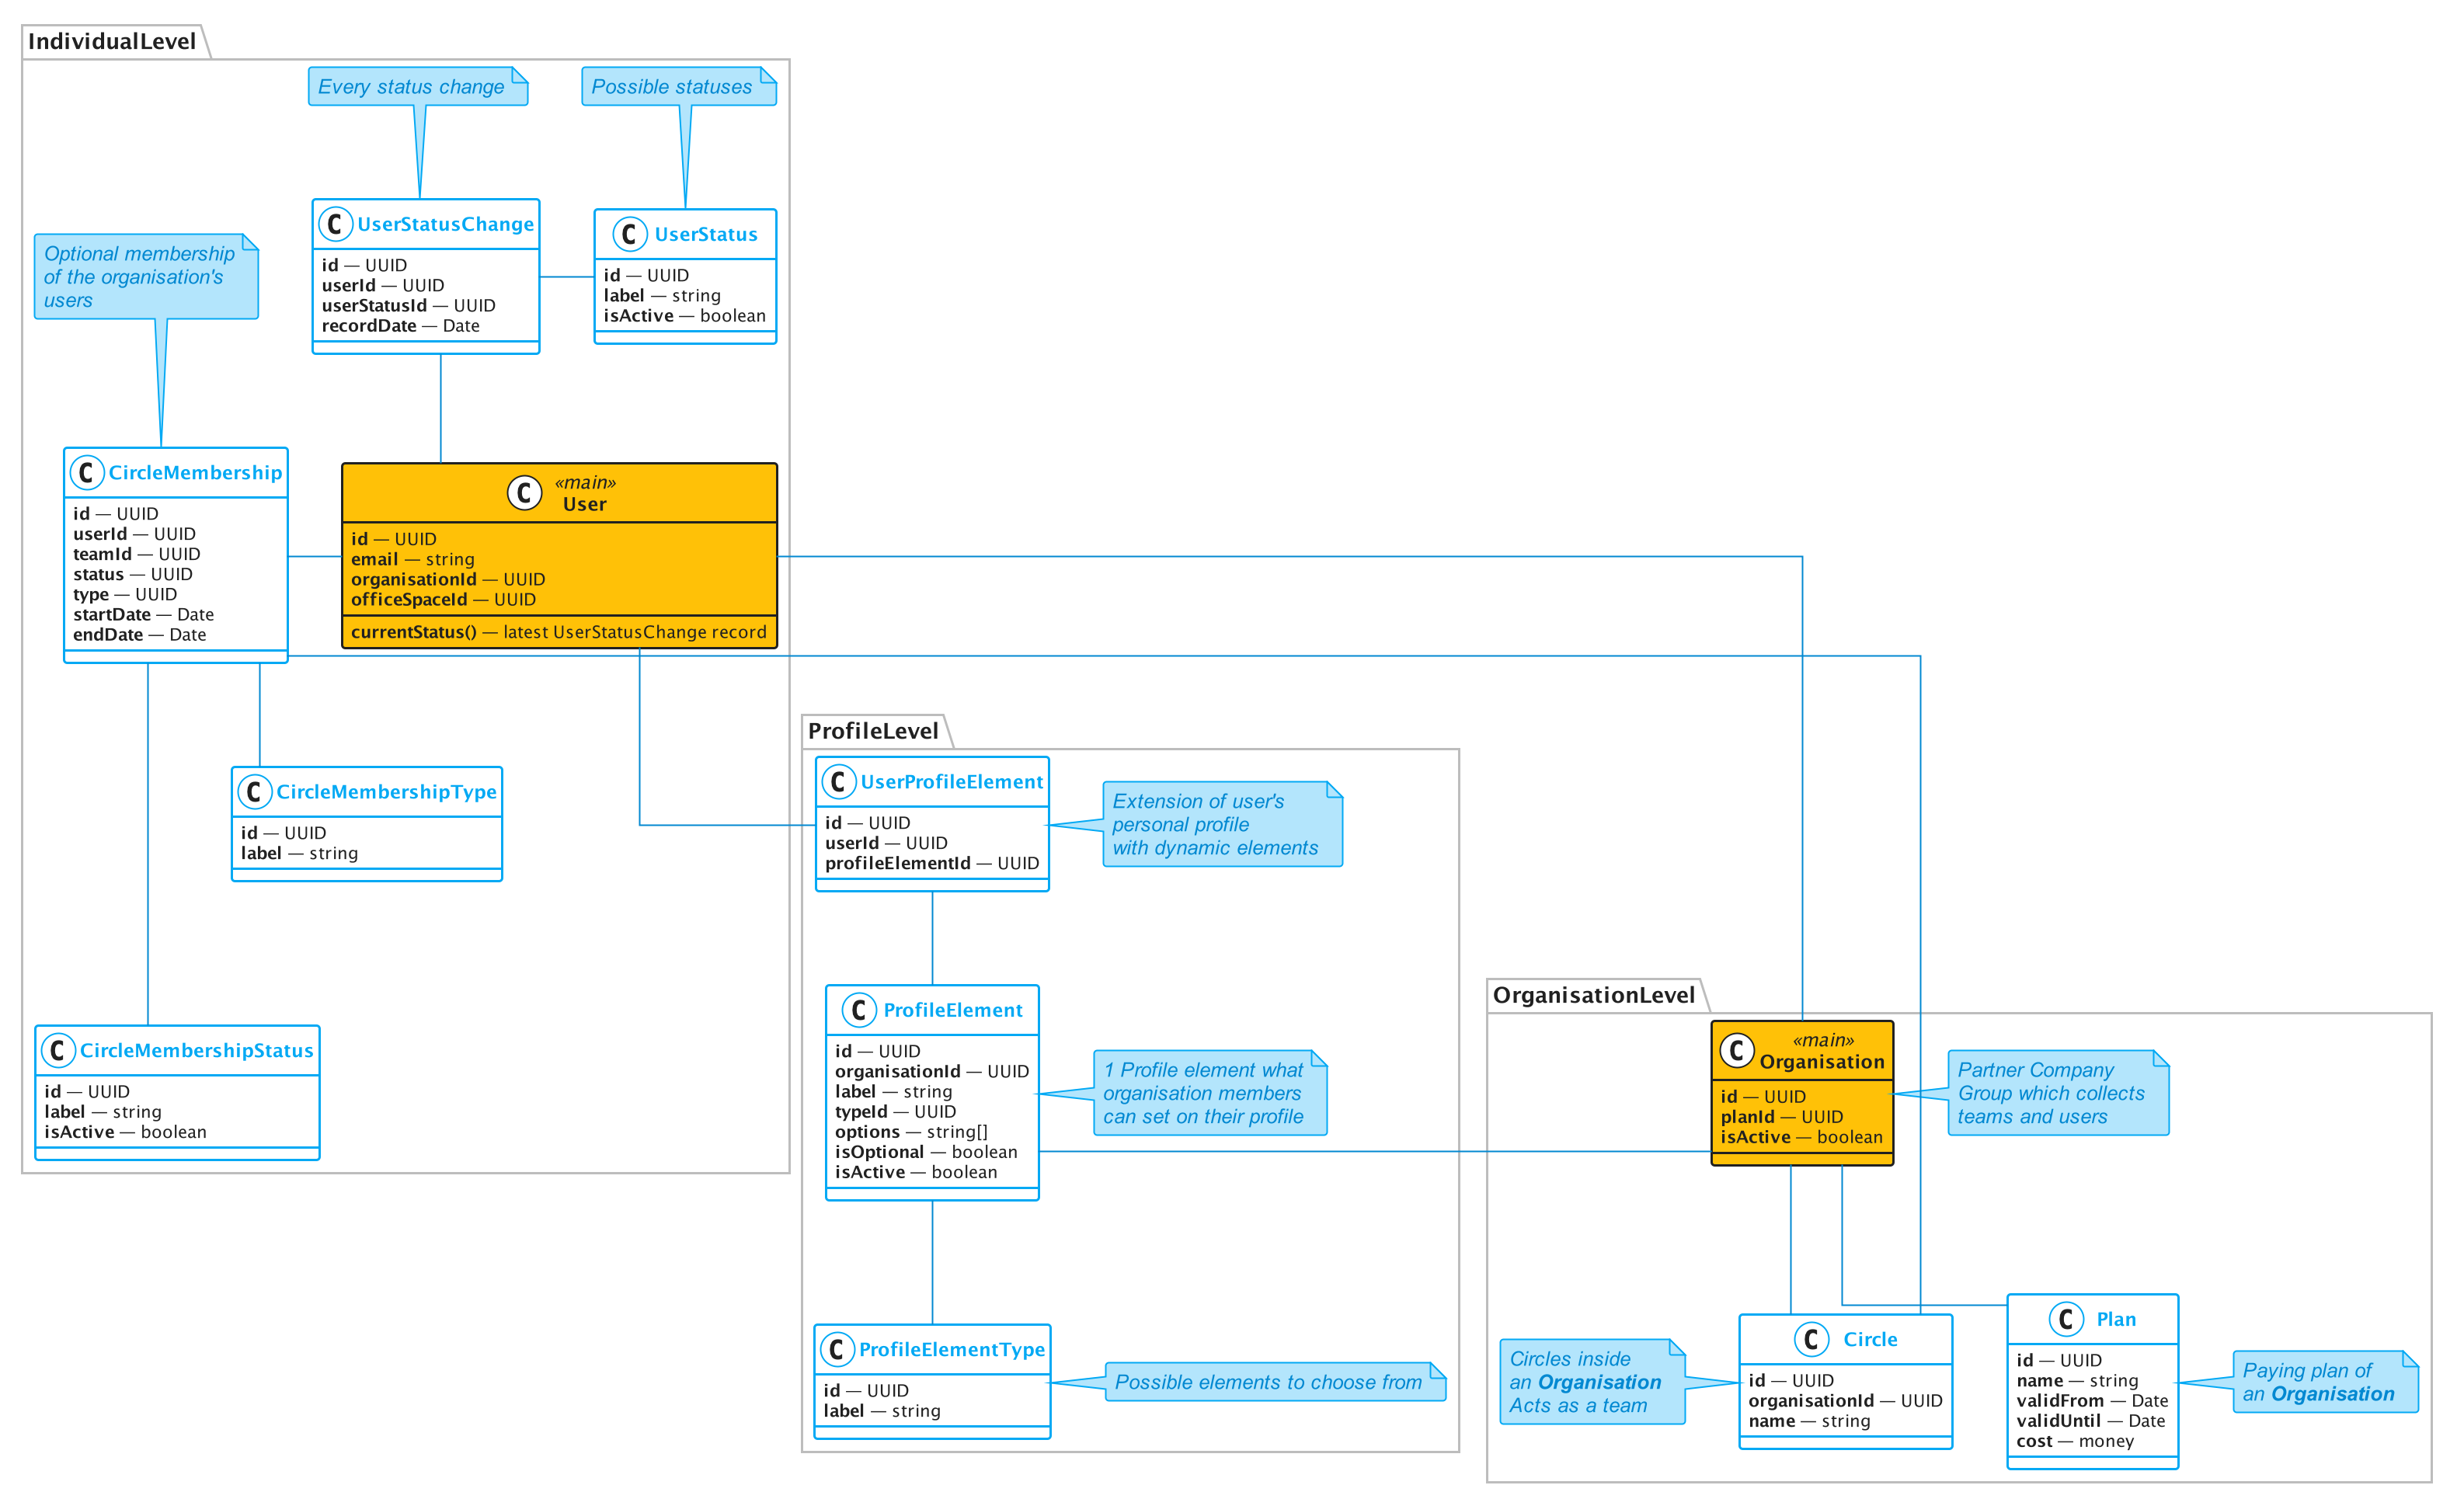 IndividualLevel
Every status change
Possible statuses
C UserStatusChange
id — UUID
userId — UUID
userStatusId — UUID
recordDate — Date
C UserStatus
id — UUID
label — string
isActive — boolean
Optional membership
of the organisation's
users
C CircleMembership
id — UUID
userId — UUID
teamId — UUID
status — UUID
type — UUID
startDate — Date
endDate — Date
C «main»
User
id — UUID
email — string
organisationId — UUID
officeSpaceId — UUID
currentStatus() — latest UserStatusChange record
C CircleMembershipType
id — UUID
label — string
C CircleMembershipStatus
id — UUID
label — string
isActive — boolean
ProfileLevel
C UserProfileElement
id — UUID
userId — UUID
profileElementId — UUID
Extension of user's
personal profile
with dynamic elements
C ProfileElement
id — UUID
organisationId — UUID
label — string
typeId — UUID
options — string[]
isOptional — boolean
isActive — boolean
1 Profile element what
organisation members
can set on their profile
C ProfileElementType
id — UUID
label — string
Possible elements to choose from
OrganisationLevel
C «main»
Organisation
id — UUID
planId — UUID
isActive — boolean
Partner Company
Group which collects
teams and users
Circles inside
an Organisation
Acts as a team
C Circle
id — UUID
organisationId — UUID
name — string
C Plan
id — UUID
name — string
validFrom — Date
validUntil — Date
cost — money
Paying plan of
an Organisation